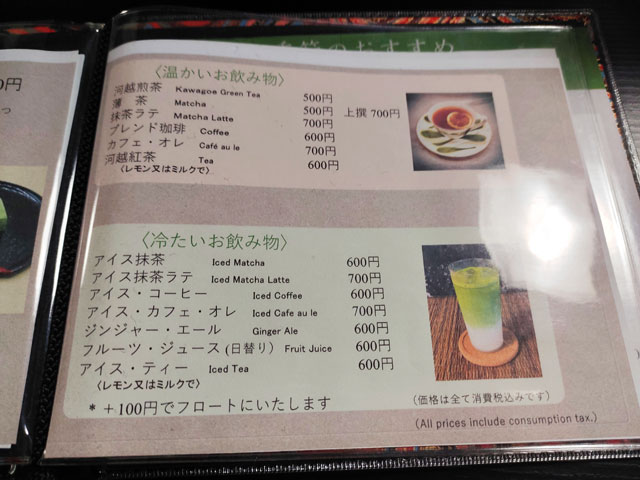 0円
つ
季節のおすすめ
〈温かいお飲み物〉
河越煎茶 Kawagoe Green Tea 500円
薄 茶 Matcha 500円 上撰 700円
抹茶ラテ Matcha Latte 700円
ブレンド珈琲 Coffee 600円
カフェ・オレ Café au le 700円
河越紅茶 Tea 600円
〈レモン又はミルクで〉
〈冷たいお飲み物〉
アイス抹茶 Iced Matcha 600円
アイス抹茶ラテ Iced Matcha Latte 700円
アイス・コーヒー Iced Coffee 600円
アイス・カフェ・オレ Iced Cafe au le 700円
ジンジャー・エール Ginger Ale 600円
フルーツ・ジュース (日替り) Fruit Juice 600円
アイス・ティー Iced Tea 600円
〈レモン又はミルクで〉
* +100円でフロートにいたします
(価格は全て消費税込みです)
(All prices include consumption tax.)